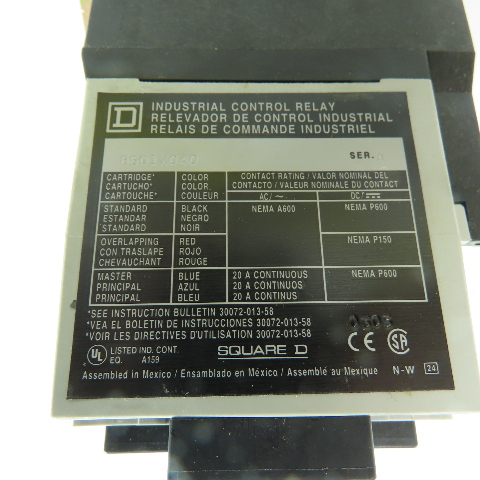 D
INDUSTRIAL CONTROL RELAY
RELEVADOR DE CONTROL INDUSTRIAL
RELAIS DE COMMANDE INDUSTRIEL
SER.
CARTRIDGE* COLOR CONTACT RATING / VALOR NOMINAL DEL
CARTUCHO* COLOR CONTACTO / VALEUR NOMINALE DU CONTACT
CARTOUCHE* COULEUR AC/~ DC/⎓
STANDARD BLACK NEMA A600 NEMA P600
ESTANDAR NEGRO
STANDARD NOIR
OVERLAPPING RED NEMA P150
CON TRASLAPE ROJO
CHEVAUCHANT ROUGE
MASTER BLUE 20 A CONTINUOUS NEMA P600
PRINCIPAL AZUL 20 A CONTINUOS
PRINCIPAL BLEU 20 A CONTINUS
*SEE INSTRUCTION BULLETIN 30072-013-58
*VEA EL BOLETIN DE INSTRUCCIONES 30072-013-58
*VOIR LES DIRECTIVES D'UTILISATION 30072-013-58
UL LISTED IND. CONT. EQ. A159 SQUARE D CE SA
Assembled in Mexico / Ensamblado en México / Assemblé au Mexique N-W 24